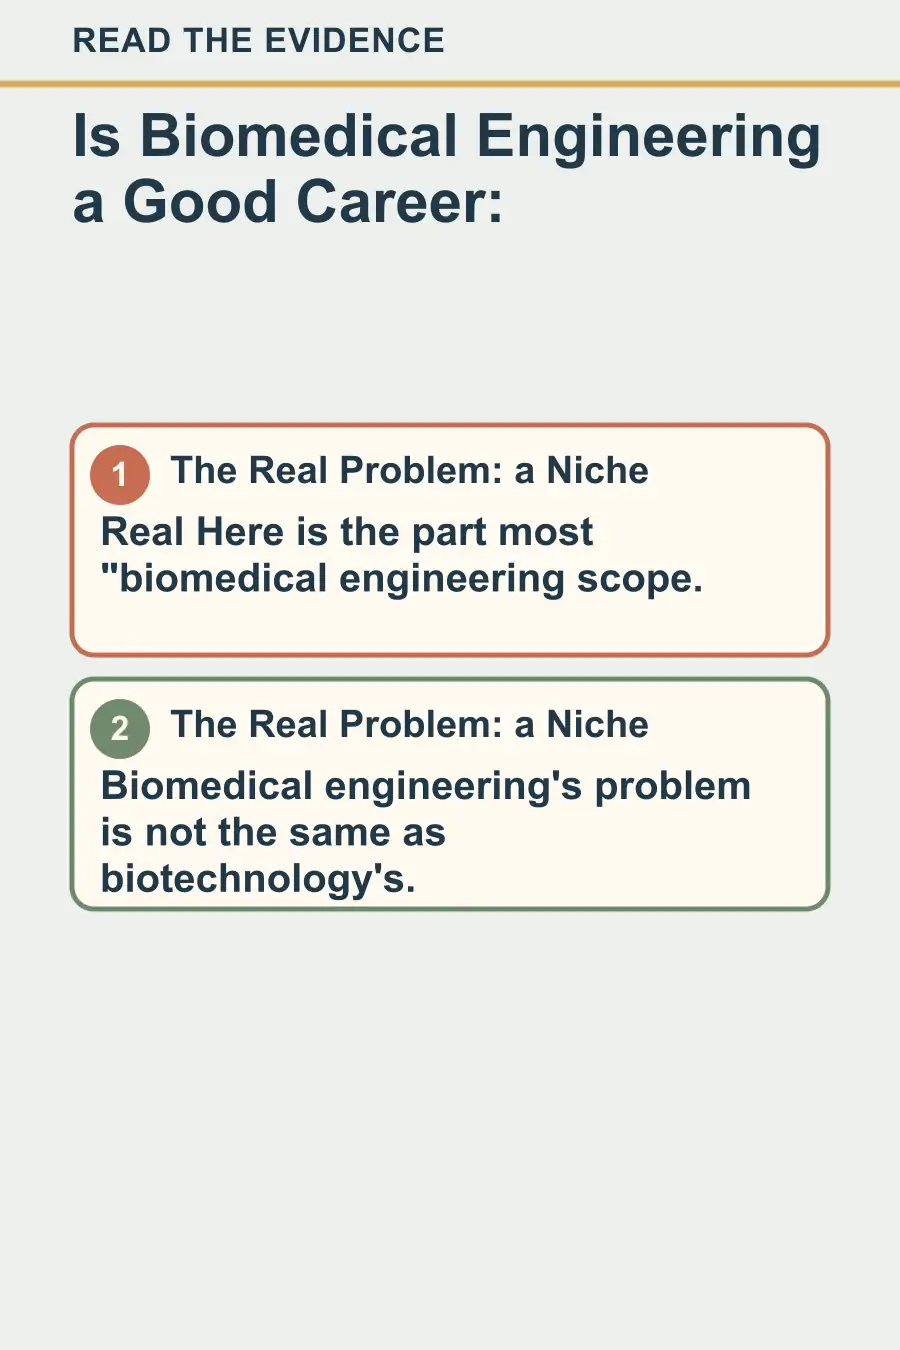 READ THE EVIDENCE
Is Biomedical Engineering
a Good Career:
1 The Real Problem: a Niche
Real Here is the part most
"biomedical engineering scope.
2 The Real Problem: a Niche
Biomedical engineering's problem
is not the same as
biotechnology's.